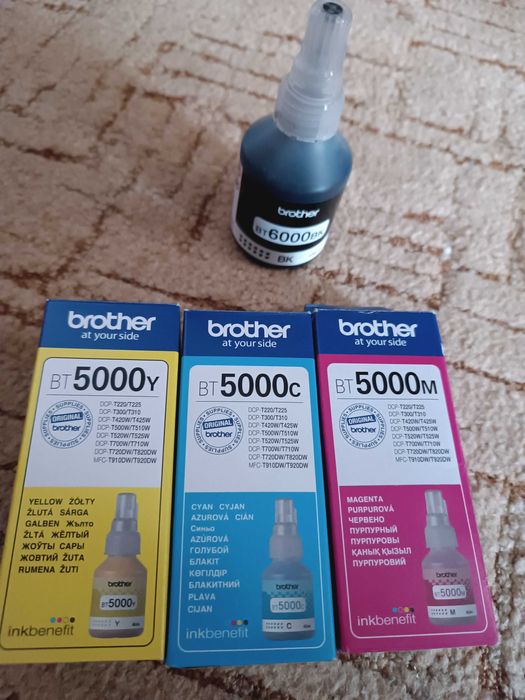 brother
BT6000BK
BK
brother
at your side
BT5000Y
ORIGINAL
brother
SUPPLIES
DCP-T220/T225
DCP-T300/T310
DCP-T420W/T425W
DCP-T500W/T510W
DCP-T520W/T525W
DCP-T700W/T710W
DCP-T720DW/T820DW
MFC-T910DW/T920DW
YELLOW ŻÓŁTY
ŽLUTÁ SÁRGA
GALBEN Жълто
ŽLTÁ ЖЁЛТЫЙ
ЖОЎТЫ САРЫ
ЖОВТИЙ ŽUTA
RUMENA ŽUTI
brother
BT5000Y
Y
inkbenefit
brother
at your side
BT5000C
ORIGINAL
brother
SUPPLIES
DCP-T220/T225
DCP-T300/T310
DCP-T420W/T425W
DCP-T500W/T510W
DCP-T520W/T525W
DCP-T700W/T710W
DCP-T720DW/T820DW
MFC-T910DW/T920DW
CYAN CYJAN
AZUROVÁ CIÁN
Синьо
AZÚROVÁ
ГОЛУБОЙ
БЛАКІТ
КӨГІЛДІР
БЛАКИТНИЙ
PLAVA
CIJAN
brother
BT5000C
C
inkbenefit
brother
at your side
BT5000M
ORIGINAL
brother
SUPPLIES
DCP-T220/T225
DCP-T300/T310
DCP-T420W/T425W
DCP-T500W/T510W
DCP-T520W/T525W
DCP-T700W/T710W
DCP-T720DW/T820DW
MFC-T910DW/T920DW
MAGENTA
PURPUROVÁ
ЧЕРВЕНО
ПУРПУРНЫЙ
ПУРПУРОВЫ
ҚАНЫҚ ҚЫЗЫЛ
ПУРПУРОВИЙ
brother
BT5000M
M
inkbenefit